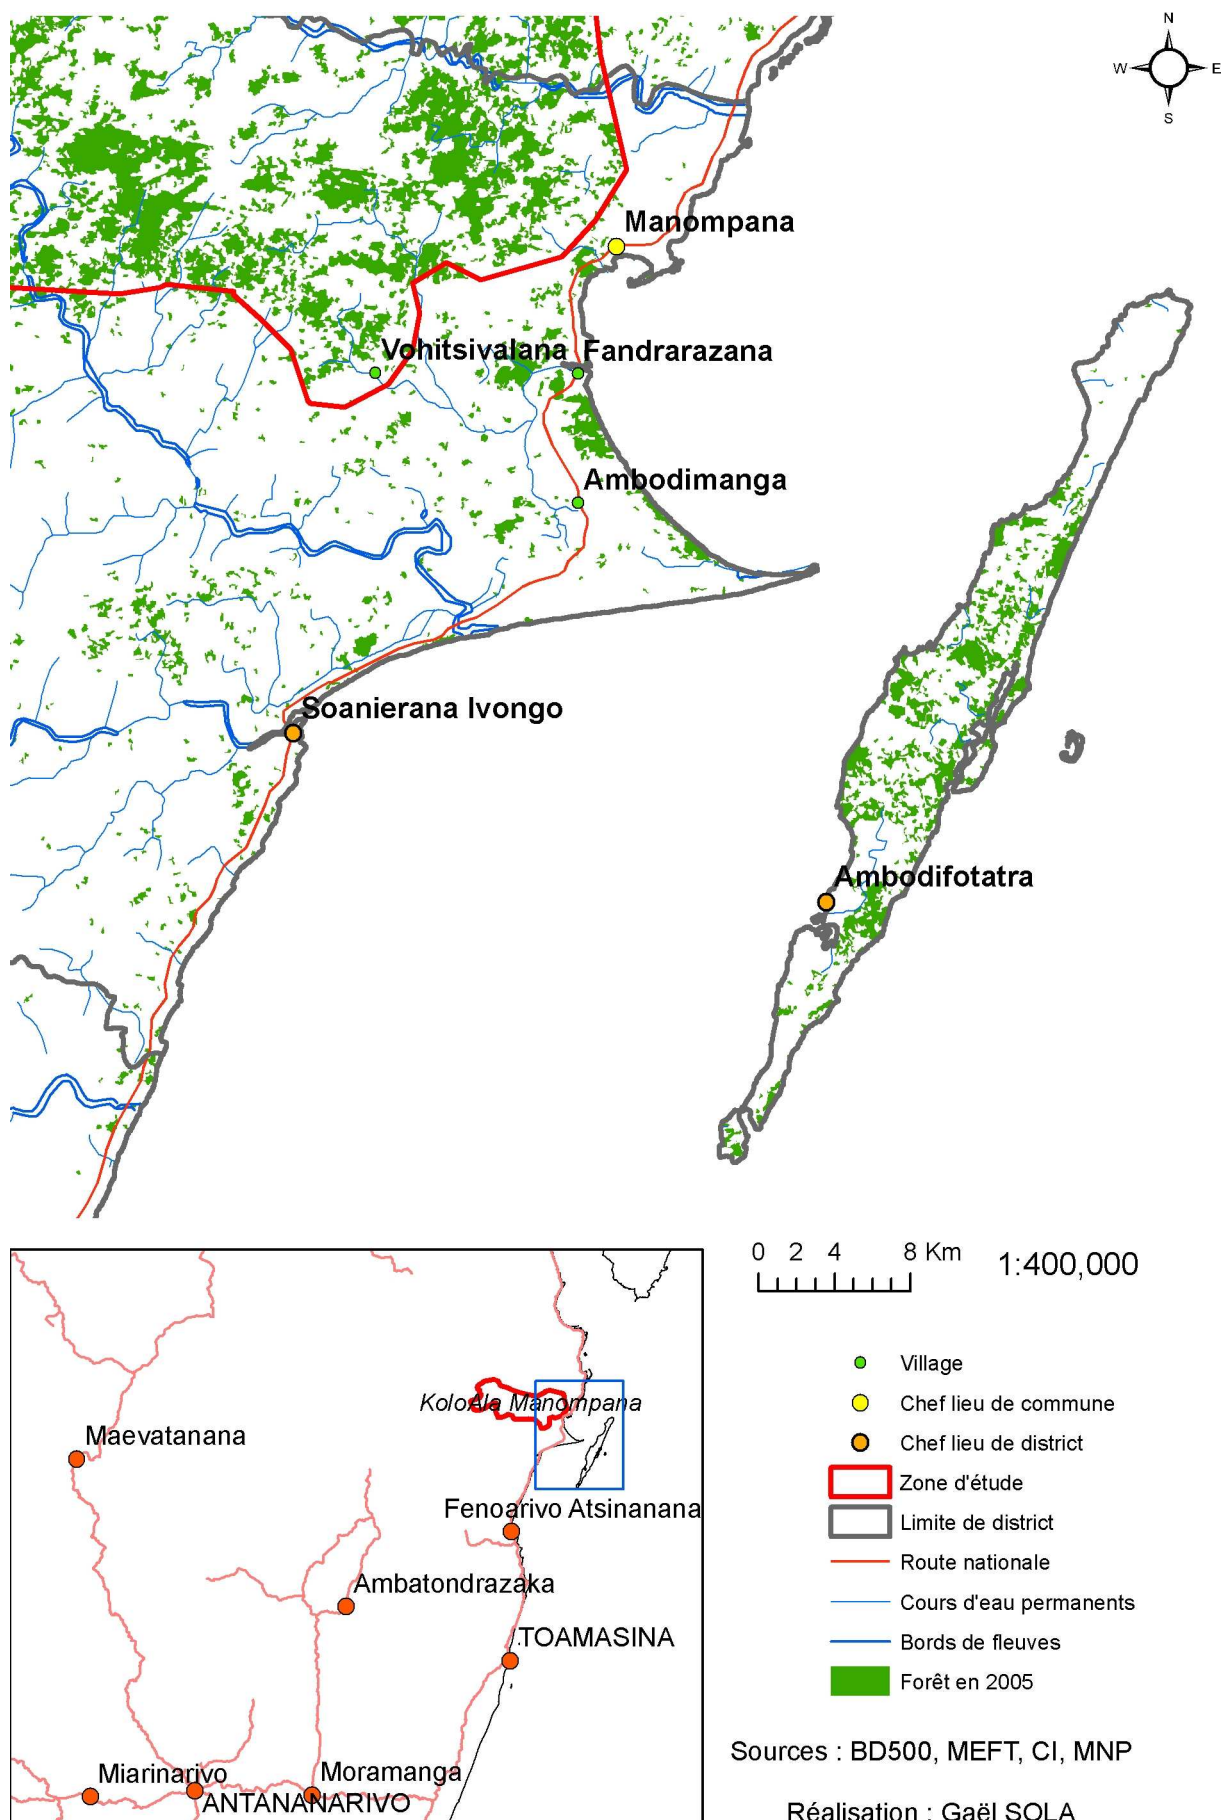 N
W E
S
Manompana
Vohitsivalana
Fandrarazana
Ambodimanga
Soanierana Ivongo
Ambodifotatra
0 2 4 8 Km
1:400,000
KoloAla Manompana
Maevatanana
Fenoarivo Atsinanana
Ambatondrazaka
TOAMASINA
Miarinarivo
Moramanga
ANTANANARIVO
Village
Chef lieu de commune
Chef lieu de district
Zone d'étude
Limite de district
Route nationale
Cours d'eau permanents
Bords de fleuves
Forêt en 2005
Sources : BD500, MEFT, CI, MNP
Réalisation : Gaël SOLA